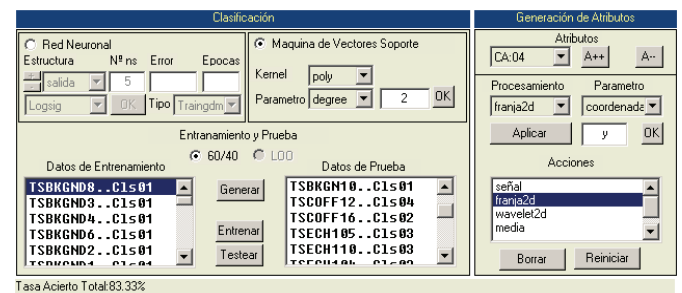 Clasificación
Red Neuronal
Estructura Nº ns Error Epocas
+
- salida 5
Logsig OK Tipo Traingdm
Maquina de Vectores Soporte
Kernel poly
Parametro degree 2 OK
Entranamiento y Prueba
60/40 LOO
Datos de Entrenamiento
TSBKGND8..Cls01
TSBKGND3..Cls01
TSBKGND4..Cls01
TSBKGND6..Cls01
TSBKGND2..Cls01
TSBKGND1 Cls01
Generar
Entrenar
Testear
Datos de Prueba
TSBKGN10..Cls01
TSCOFF12..Cls04
TSCOFF16..Cls02
TSECH105..Cls03
TSECH110..Cls03
Generación de Atributos
Atributos
CA:04 A++ A--
Procesamiento Parametro
franja2d coordenada
Aplicar y OK
Acciones
señal
franja2d
wavelet2d
media
Borrar Reiniciar
Tasa Acierto Total:83.33%